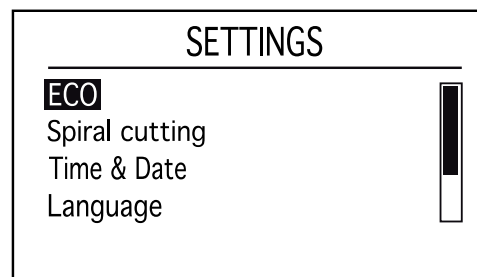 SETTINGS
ECO
Spiral cutting
Time & Date
Language